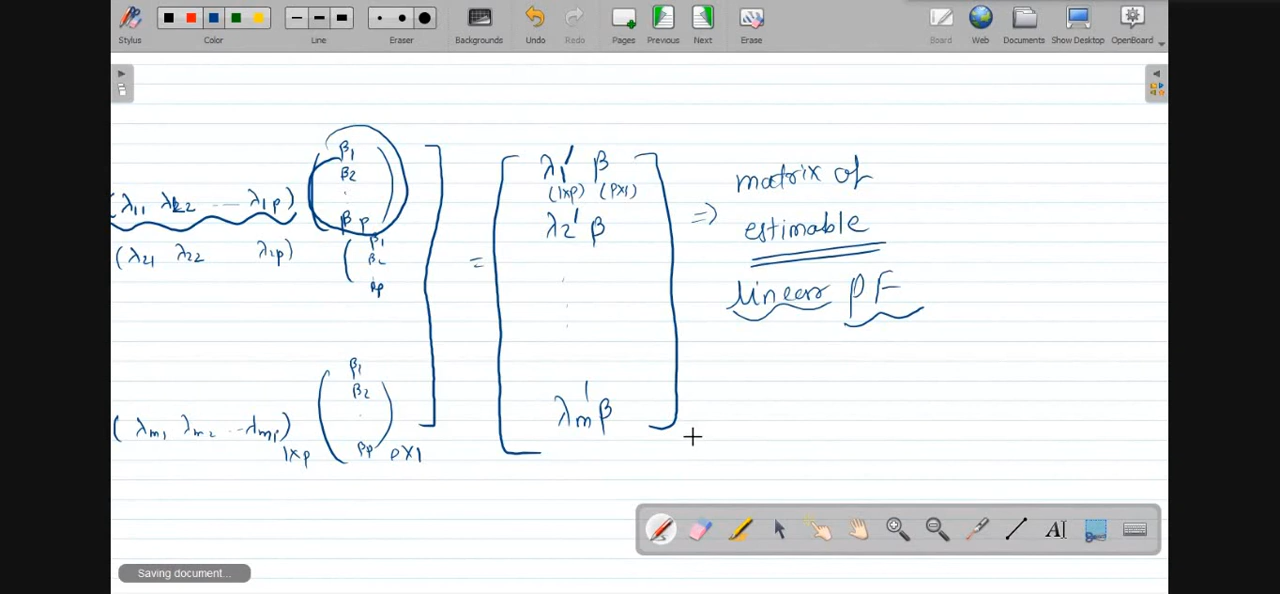 Stylus Color Line Eraser Backgrounds Undo Redo Pages Previous Next Erase Board Web Documents Show Desktop OpenBoard
(λ11 λ22 ... λ1p) (β1 β2 . βp) = [λ1'β ⇒ matrix of
(1xp) (px1)
(λ21 λ22 λ2p) (β1 β2 βp) λ2'β estimable
linear PF
.
.
.
(λm1 λm2 ... λmp) 1xp (β1 β2 . βp) px1 λm'β]
Saving document...